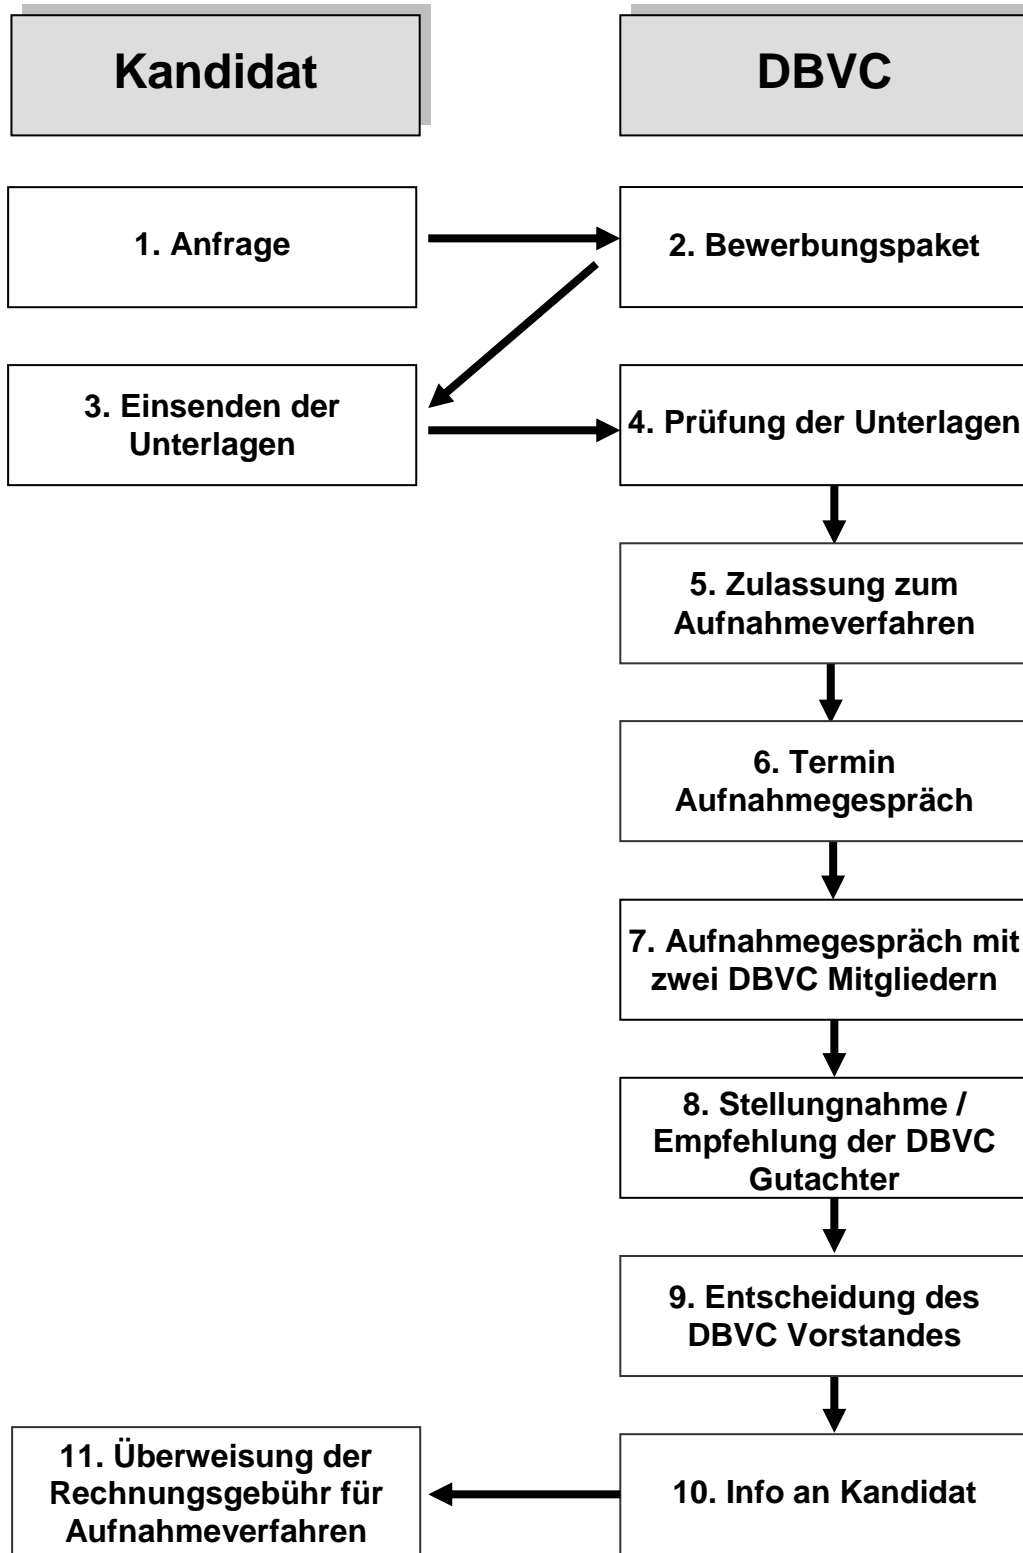 Kandidat
DBVC
1. Anfrage
2. Bewerbungspaket
3. Einsenden der
Unterlagen
4. Prüfung der Unterlagen
5. Zulassung zum
Aufnahmeverfahren
6. Termin
Aufnahmegespräch
7. Aufnahmegespräch mit
zwei DBVC Mitgliedern
8. Stellungnahme /
Empfehlung der DBVC
Gutachter
9. Entscheidung des
DBVC Vorstandes
10. Info an Kandidat
11. Überweisung der
Rechnungsgebühr für
Aufnahmeverfahren